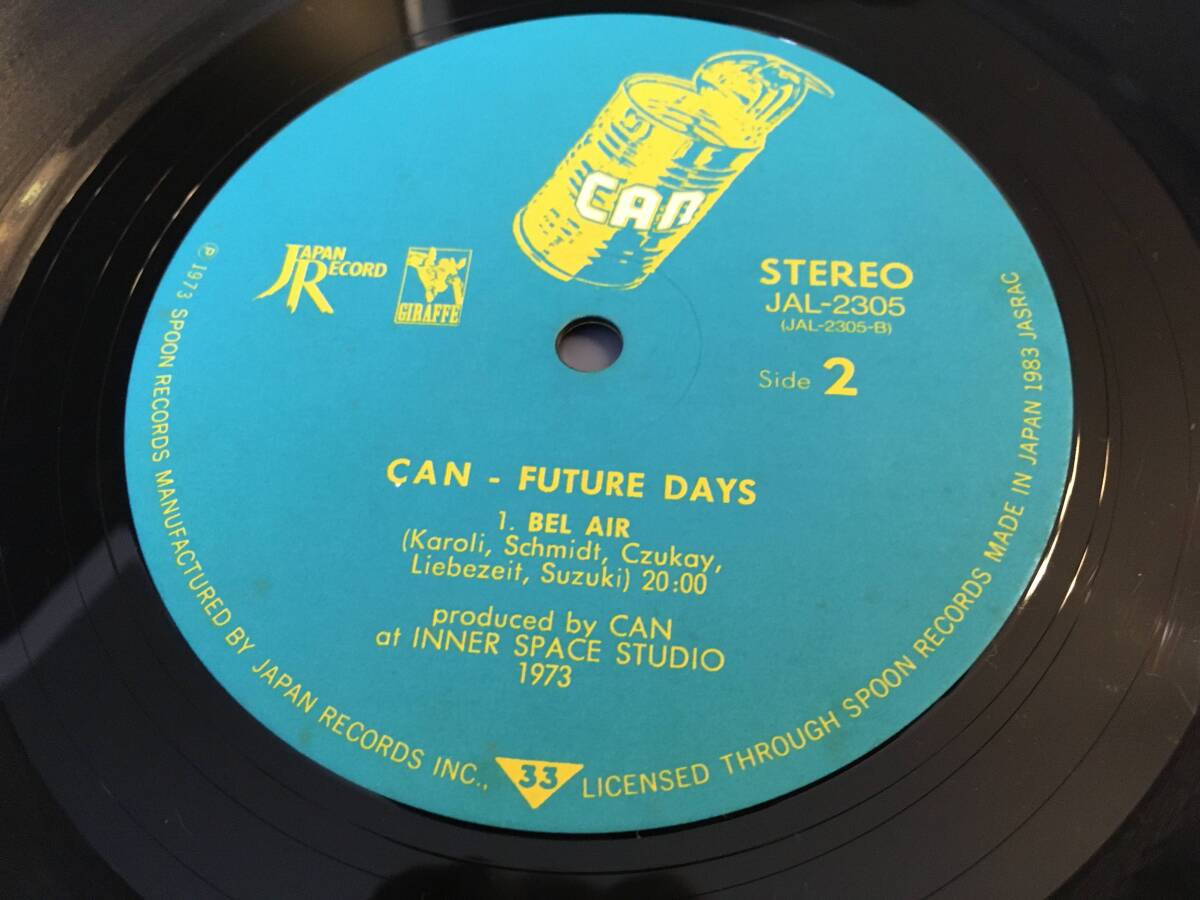 CAN
JAPAN
RECORD
JR
GIRAFFE
STEREO
JAL-2305
(JAL-2305-B)
Side 2
CAN - FUTURE DAYS
1. BEL AIR
(Karoli, Schmidt, Czukay,
Liebezeit, Suzuki) 20:00
produced by CAN
at INNER SPACE STUDIO
1973
℗ 1973 SPOON RECORDS MANUFACTURED BY JAPAN RECORDS INC., 33 LICENSED THROUGH SPOON RECORDS MADE IN JAPAN 1983 JASRAC